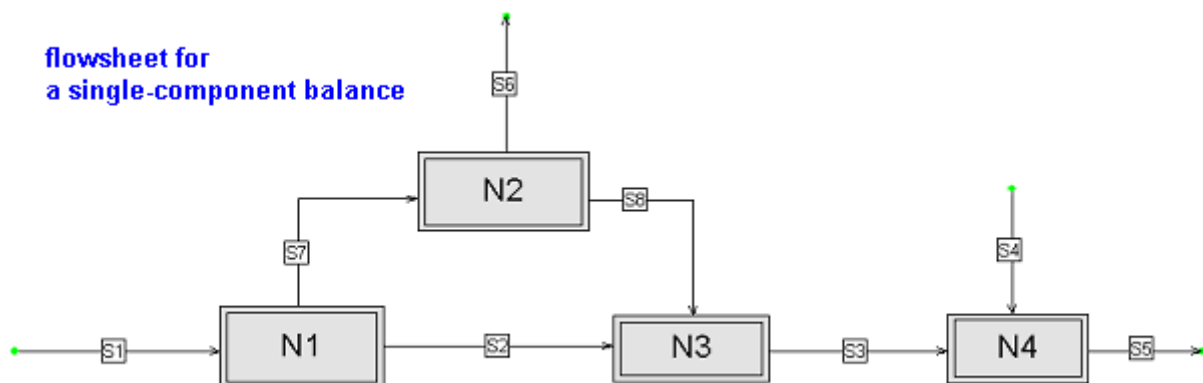 flowsheet for
a single-component balance
S6
N2
S8
S7
S4
N1
S2
N3
S3
N4
S5
S1